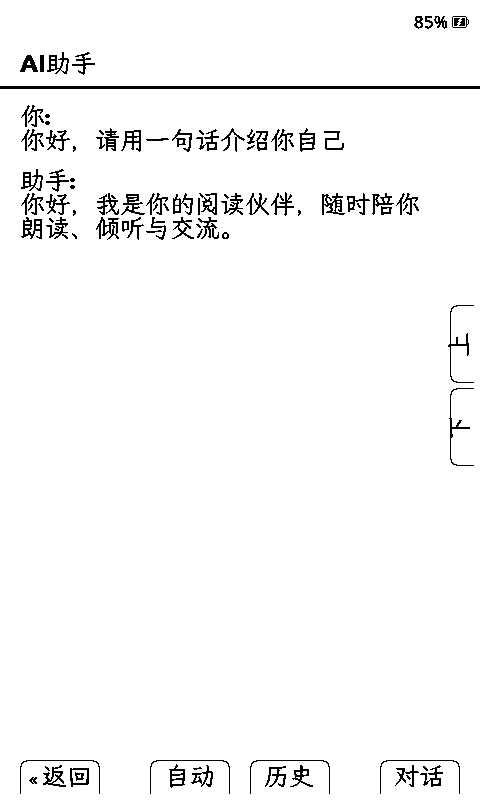 85%
AI助手
你:
你好，请用一句话介绍你自己
助手:
你好，我是你的阅读伙伴，随时陪你
朗读、倾听与交流。
上
下
« 返回
自动
历史
对话